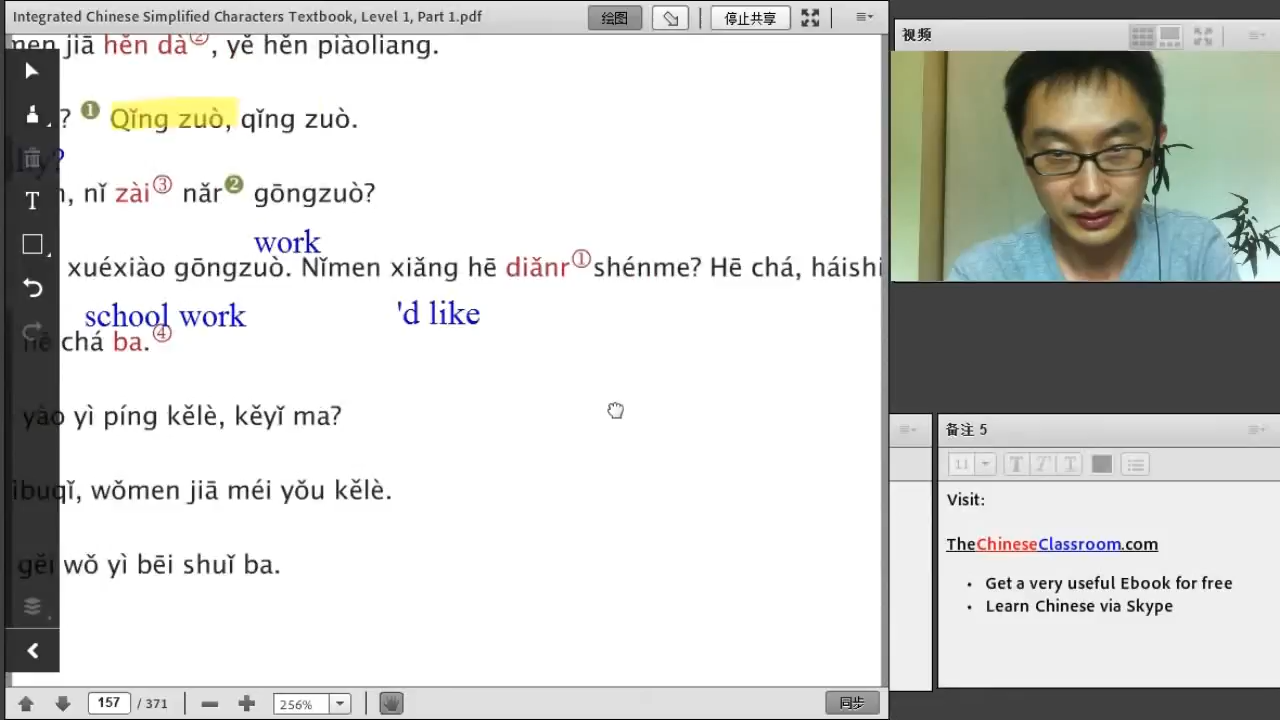 Integrated Chinese Simplified Characters Textbook, Level 1, Part 1.pdf
绘图
停止共享
视频
men jiā hěn dà②, yě hěn piàoliang.
? ❶ Qǐng zuò, qǐng zuò.
, nǐ zài③ nǎr❷ gōngzuò?
work
xuéxiào gōngzuò. Nǐmen xiǎng hē diǎnr①shénme? Hē chá, háishi
school work
'd like
hē chá ba.④
yào yì píng kělè, kěyǐ ma?
ibuqǐ, wǒmen jiā méi yǒu kělè.
gěi wǒ yì bēi shuǐ ba.
备注 5
11
Visit:
TheChineseClassroom.com
• Get a very useful Ebook for free
• Learn Chinese via Skype
157 / 371
256%
同步